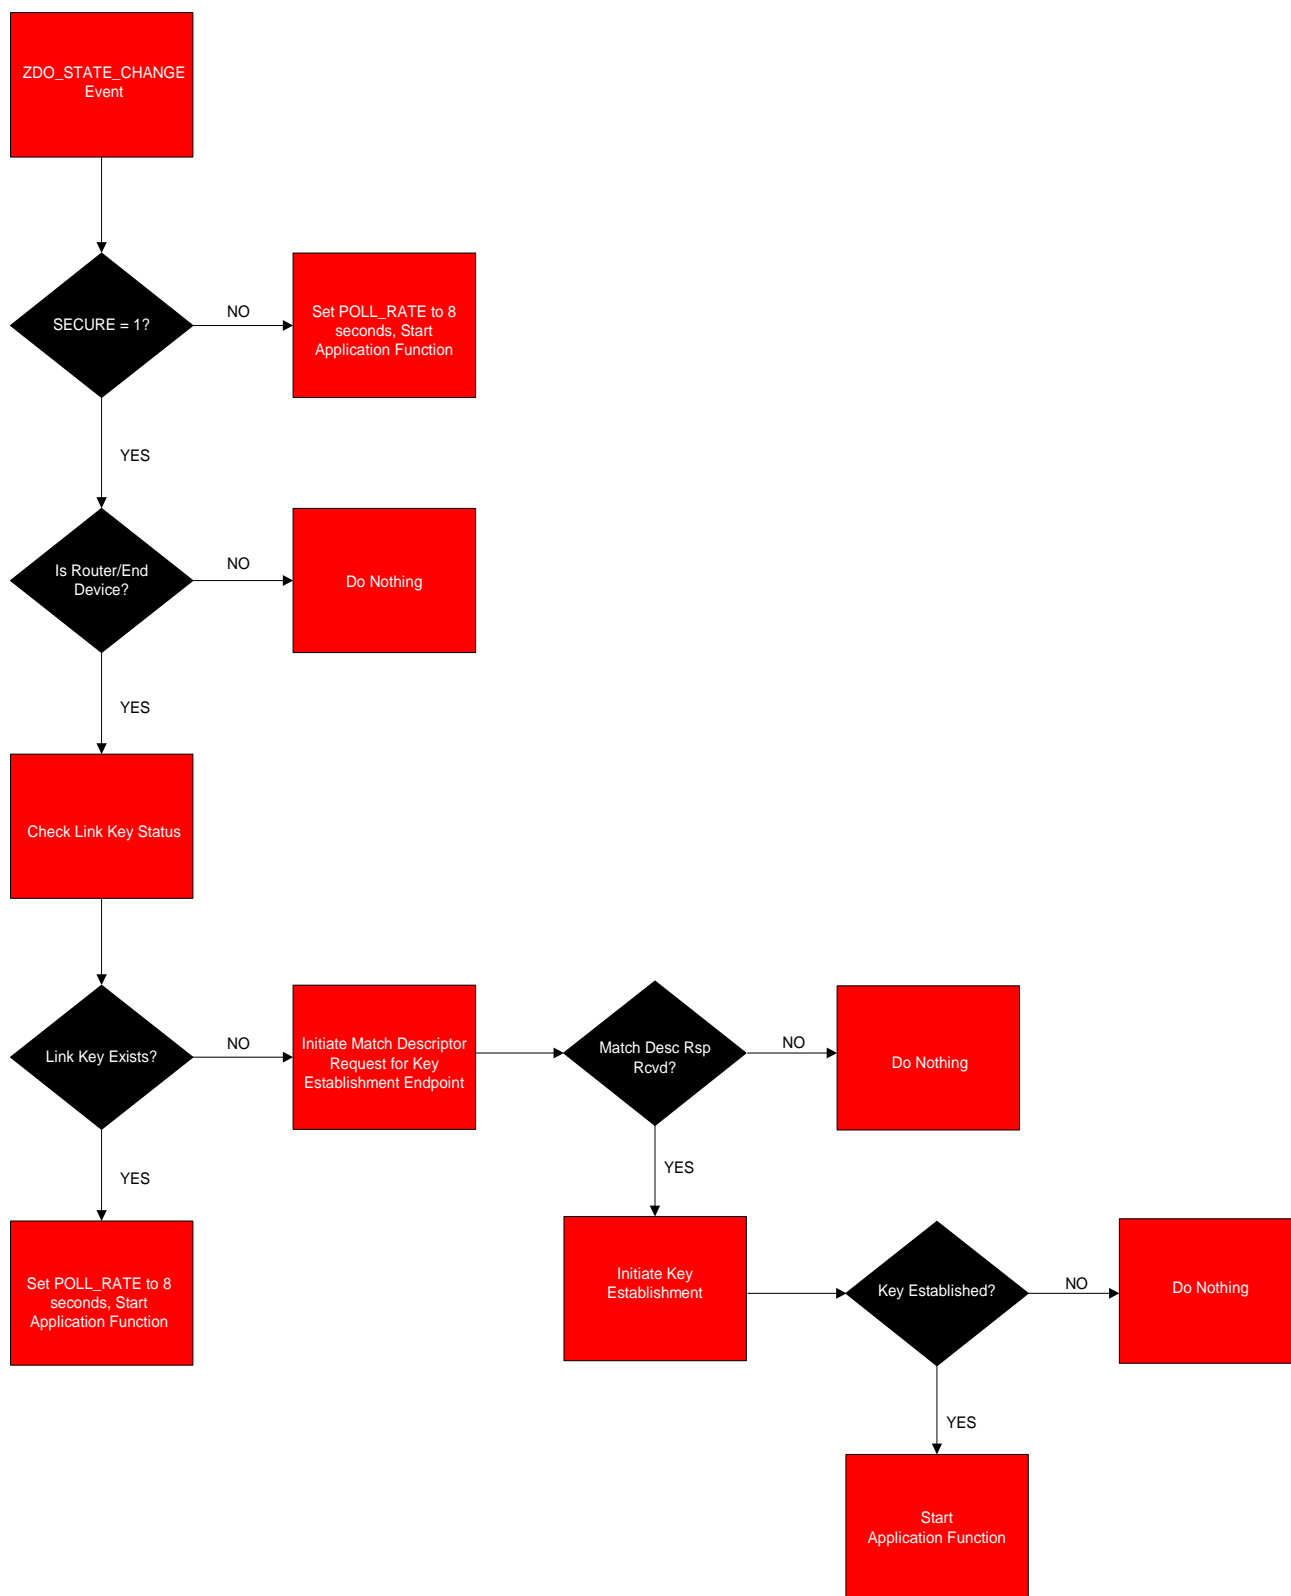 ZDO_STATE_CHANGE
Event
SECURE = 1?
NO
Set POLL_RATE to 8
seconds, Start
Application Function
YES
Is Router/End
Device?
NO
Do Nothing
YES
Check Link Key Status
Link Key Exists?
NO
Initiate Match Descriptor
Request for Key
Establishment Endpoint
Match Desc Rsp
Rcvd?
NO
Do Nothing
YES
YES
Set POLL_RATE to 8
seconds, Start
Application Function
Initiate Key
Establishment
Key Established?
NO
Do Nothing
YES
Start
Application Function